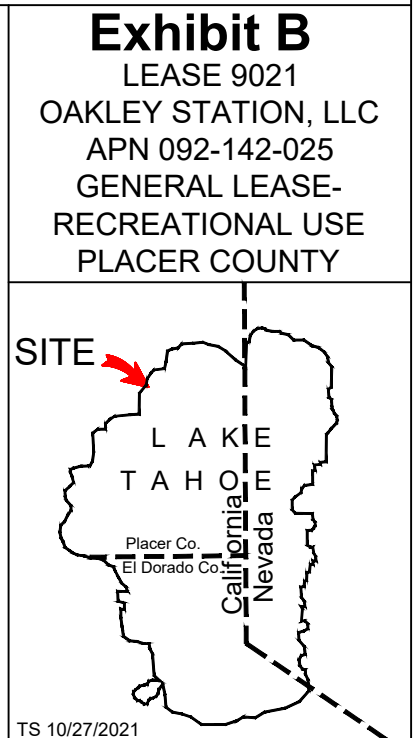 Exhibit B
LEASE 9021
OAKLEY STATION, LLC
APN 092-142-025
GENERAL LEASE-
RECREATIONAL USE
PLACER COUNTY
SITE
L A K E
T A H O E
Placer Co.
El Dorado Co.
California
Nevada
TS 10/27/2021